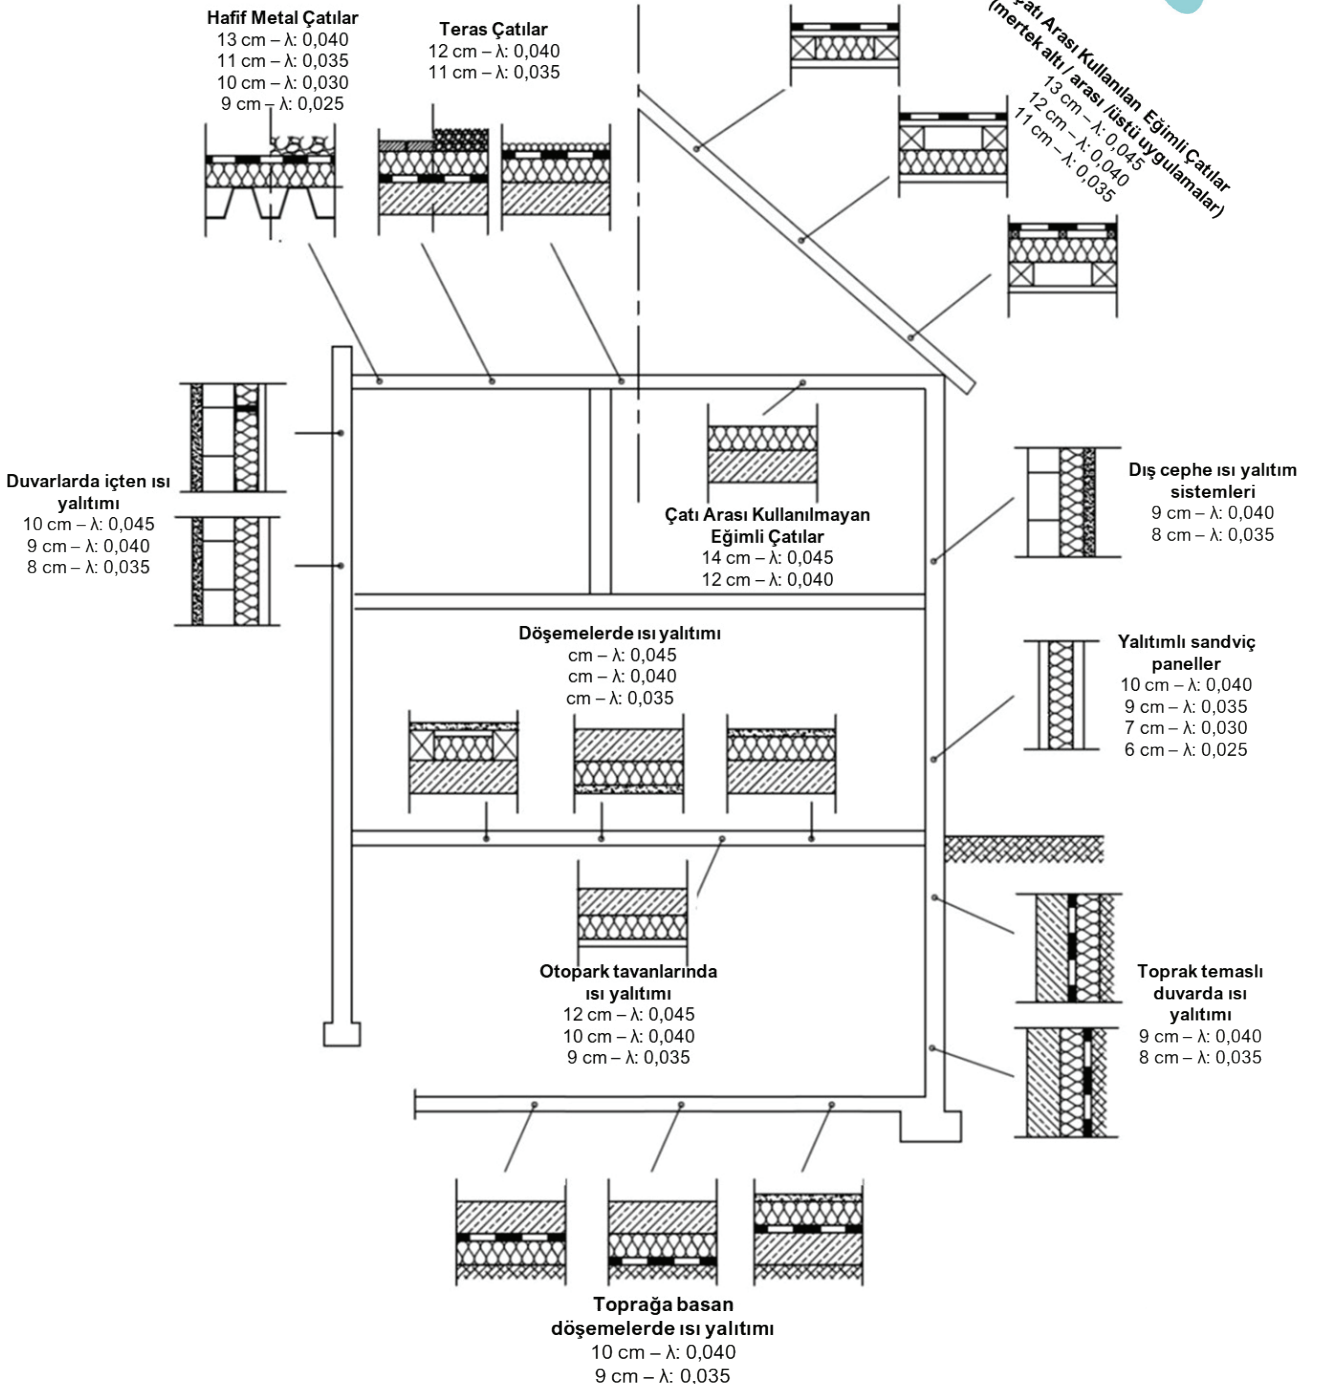 Hafif Metal Çatılar
13 cm – λ: 0,040
11 cm – λ: 0,035
10 cm – λ: 0,030
9 cm – λ: 0,025
Teras Çatılar
12 cm – λ: 0,040
11 cm – λ: 0,035
Çatı Arası Kullanılan Eğimli Çatılar
(mertek altı / arası /üstü uygulamalar)
13 cm – λ: 0,045
12 cm – λ: 0,040
11 cm – λ: 0,035
Duvarlarda içten ısı
yalıtımı
10 cm – λ: 0,045
9 cm – λ: 0,040
8 cm – λ: 0,035
Çatı Arası Kullanılmayan
Eğimli Çatılar
14 cm – λ: 0,045
12 cm – λ: 0,040
Dış cephe ısı yalıtım
sistemleri
9 cm – λ: 0,040
8 cm – λ: 0,035
Döşemelerde ısı yalıtımı
cm – λ: 0,045
cm – λ: 0,040
cm – λ: 0,035
Yalıtımlı sandviç
paneller
10 cm – λ: 0,040
9 cm – λ: 0,035
7 cm – λ: 0,030
6 cm – λ: 0,025
Otopark tavanlarında
ısı yalıtımı
12 cm – λ: 0,045
10 cm – λ: 0,040
9 cm – λ: 0,035
Toprak temaslı
duvarda ısı
yalıtımı
9 cm – λ: 0,040
8 cm – λ: 0,035
Toprağa basan
döşemelerde ısı yalıtımı
10 cm – λ: 0,040
9 cm – λ: 0,035